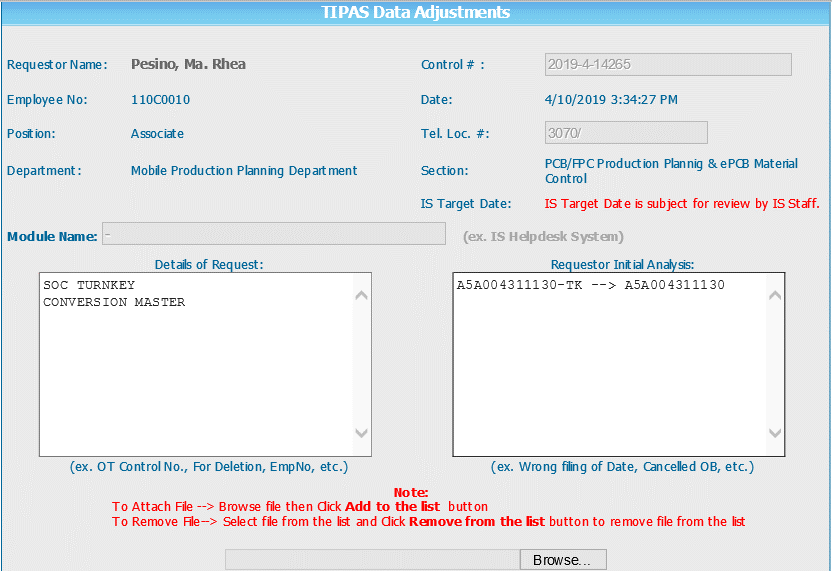 TIPAS Data Adjustments
Requestor Name: Pesino, Ma. Rhea Control # : 2019-4-14265
Employee No: 110C0010 Date: 4/10/2019 3:34:27 PM
Position: Associate Tel. Loc. #: 3070/
Department: Mobile Production Planning Department Section: PCB/FPC Production Plannig & ePCB Material
Control
IS Target Date: IS Target Date is subject for review by IS Staff.
Module Name: - (ex. IS Helpdesk System)
Details of Request: Requestor Initial Analysis:
SOC TURNKEY A5A004311130-TK --> A5A004311130
CONVERSION MASTER
(ex. OT Control No., For Deletion, EmpNo, etc.) (ex. Wrong filing of Date, Cancelled OB, etc.)
Note:
To Attach File --> Browse file then Click Add to the list button
To Remove File--> Select file from the list and Click Remove from the list button to remove file from the list
Browse...